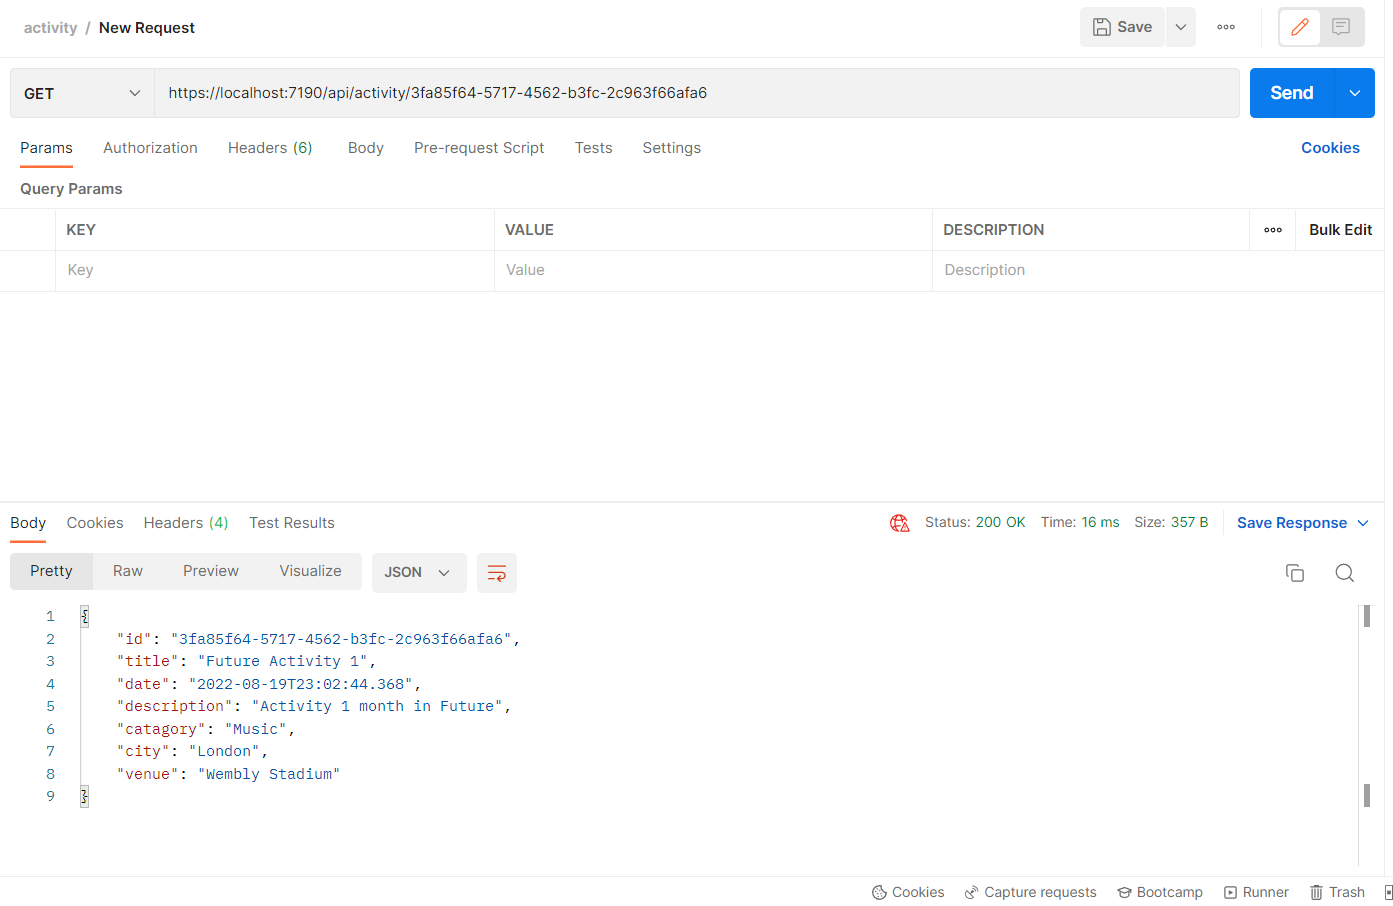 activity / New Request
Save
GET
https://localhost:7190/api/activity/3fa85f64-5717-4562-b3fc-2c963f66afa6
Send
Params Authorization Headers (6) Body Pre-request Script Tests Settings Cookies
Query Params
KEY VALUE DESCRIPTION Bulk Edit
Key Value Description
Body Cookies Headers (4) Test Results Status: 200 OK Time: 16 ms Size: 357 B Save Response
Pretty Raw Preview Visualize JSON
1 {
2 "id": "3fa85f64-5717-4562-b3fc-2c963f66afa6",
3 "title": "Future Activity 1",
4 "date": "2022-08-19T23:02:44.368",
5 "description": "Activity 1 month in Future",
6 "catagory": "Music",
7 "city": "London",
8 "venue": "Wembly Stadium"
9 }
Cookies Capture requests Bootcamp Runner Trash